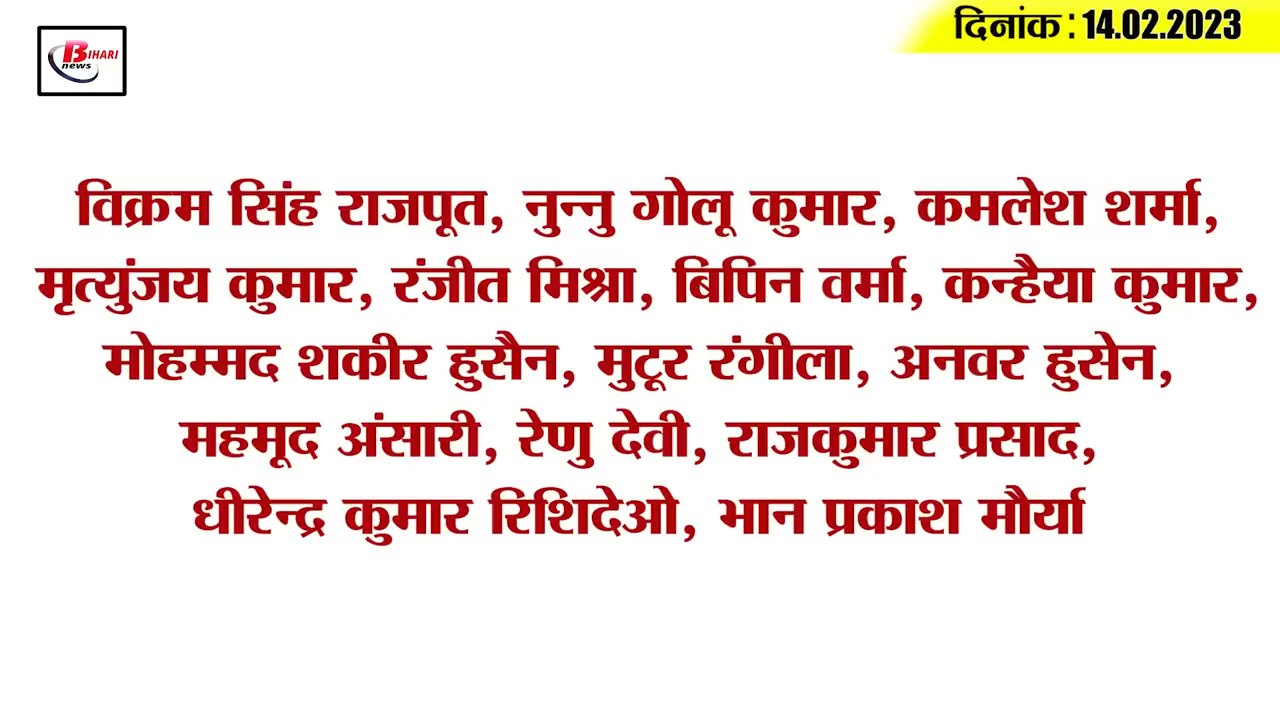 BIHARI
news
दिनांक : 14.02.2023
विक्रम सिंह राजपूत, नुन्नु गोलू कुमार, कमलेश शर्मा,
मृत्युंजय कुमार, रंजीत मिश्रा, बिपिन वर्मा, कन्हैया कुमार,
मोहम्मद शकीर हुसैन, मुटूर रंगीला, अनवर हुसेन,
महमूद अंसारी, रेणु देवी, राजकुमार प्रसाद,
धीरेन्द्र कुमार रिशिदेओ, भान प्रकाश मौर्या